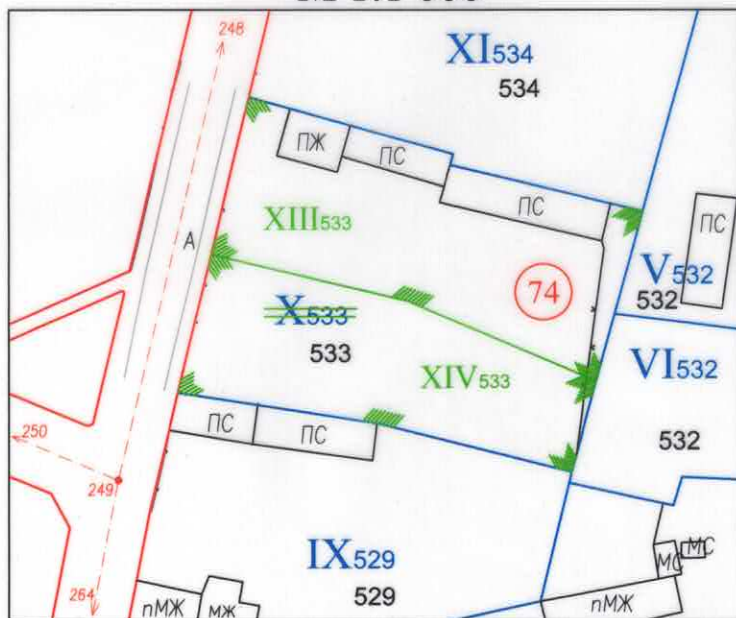 248
XI534
534
ПЖ
ПС
ПС
ПС
XIII533
А
V532
532
74
X533
533
XIV533
VI532
532
ПС
ПС
250
249
IX529
529
МС
МС
264
пМЖ
МЖ
пМЖ